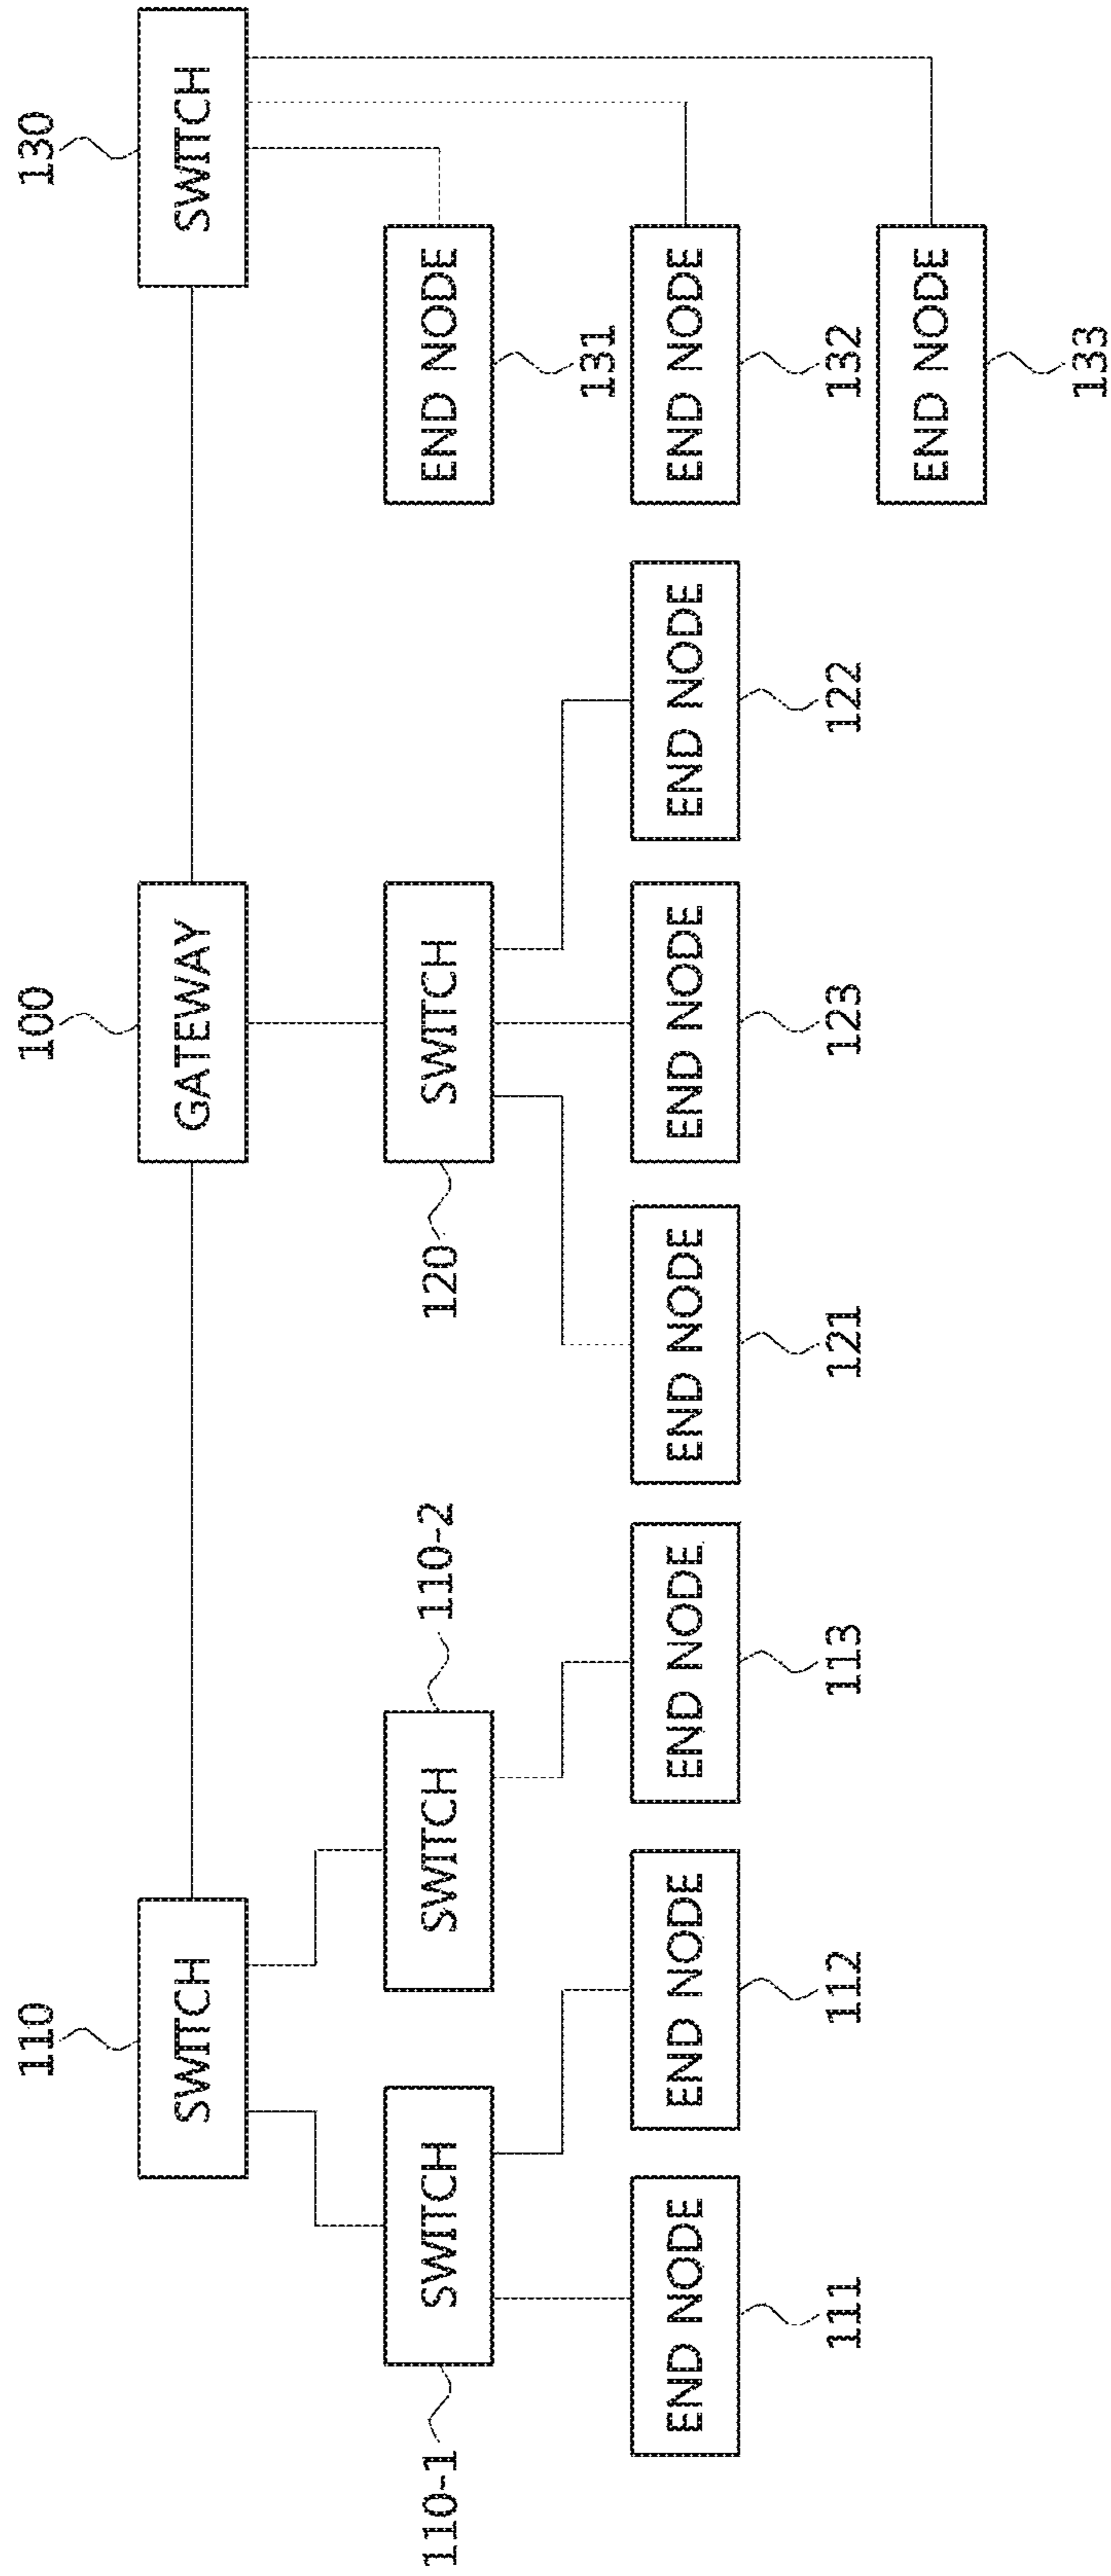 110
100
130
SWITCH
GATEWAY
SWITCH
110-1
SWITCH
SWITCH
110-2
120
SWITCH
END NODE
131
END NODE
END NODE
END NODE
END NODE
END NODE
END NODE
END NODE
111
112
113
121
123
122
132
END NODE
133